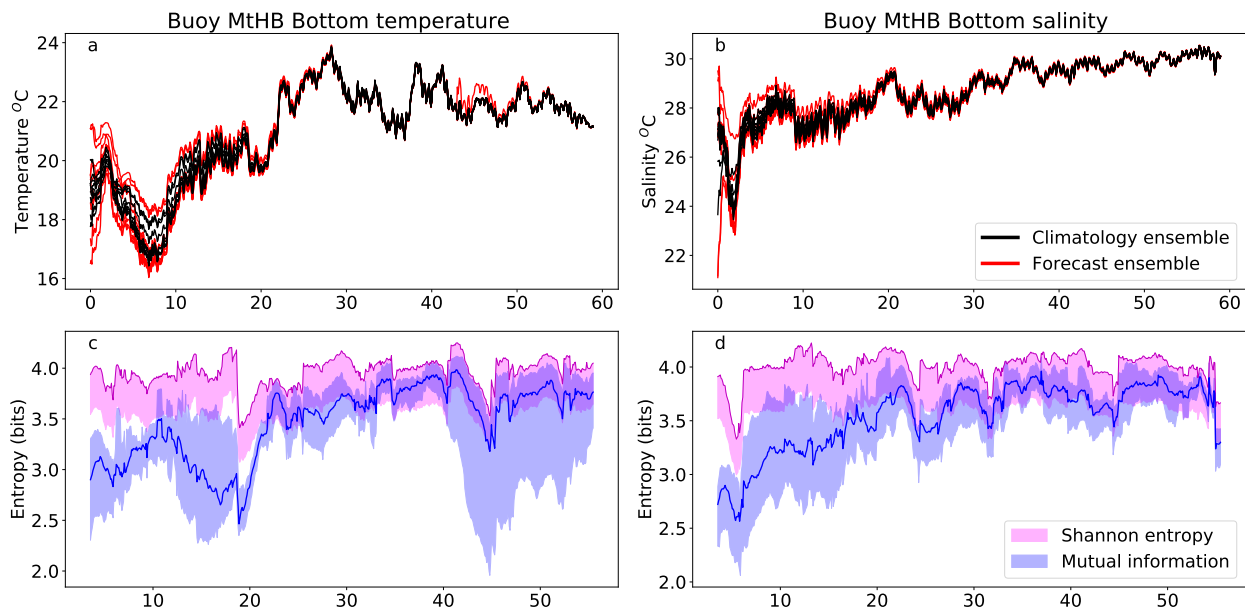 Buoy MtHB Bottom temperature
a
Temperature °C
24
22
20
18
16
0 10 20 30 40 50 60
Buoy MtHB Bottom salinity
b
Salinity °C
30
28
26
24
22
Climatology ensemble
Forecast ensemble
0 10 20 30 40 50 60
c
Entropy (bits)
4.0
3.5
3.0
2.5
2.0
10 20 30 40 50
d
Entropy (bits)
4.0
3.5
3.0
2.5
2.0
Shannon entropy
Mutual information
10 20 30 40 50